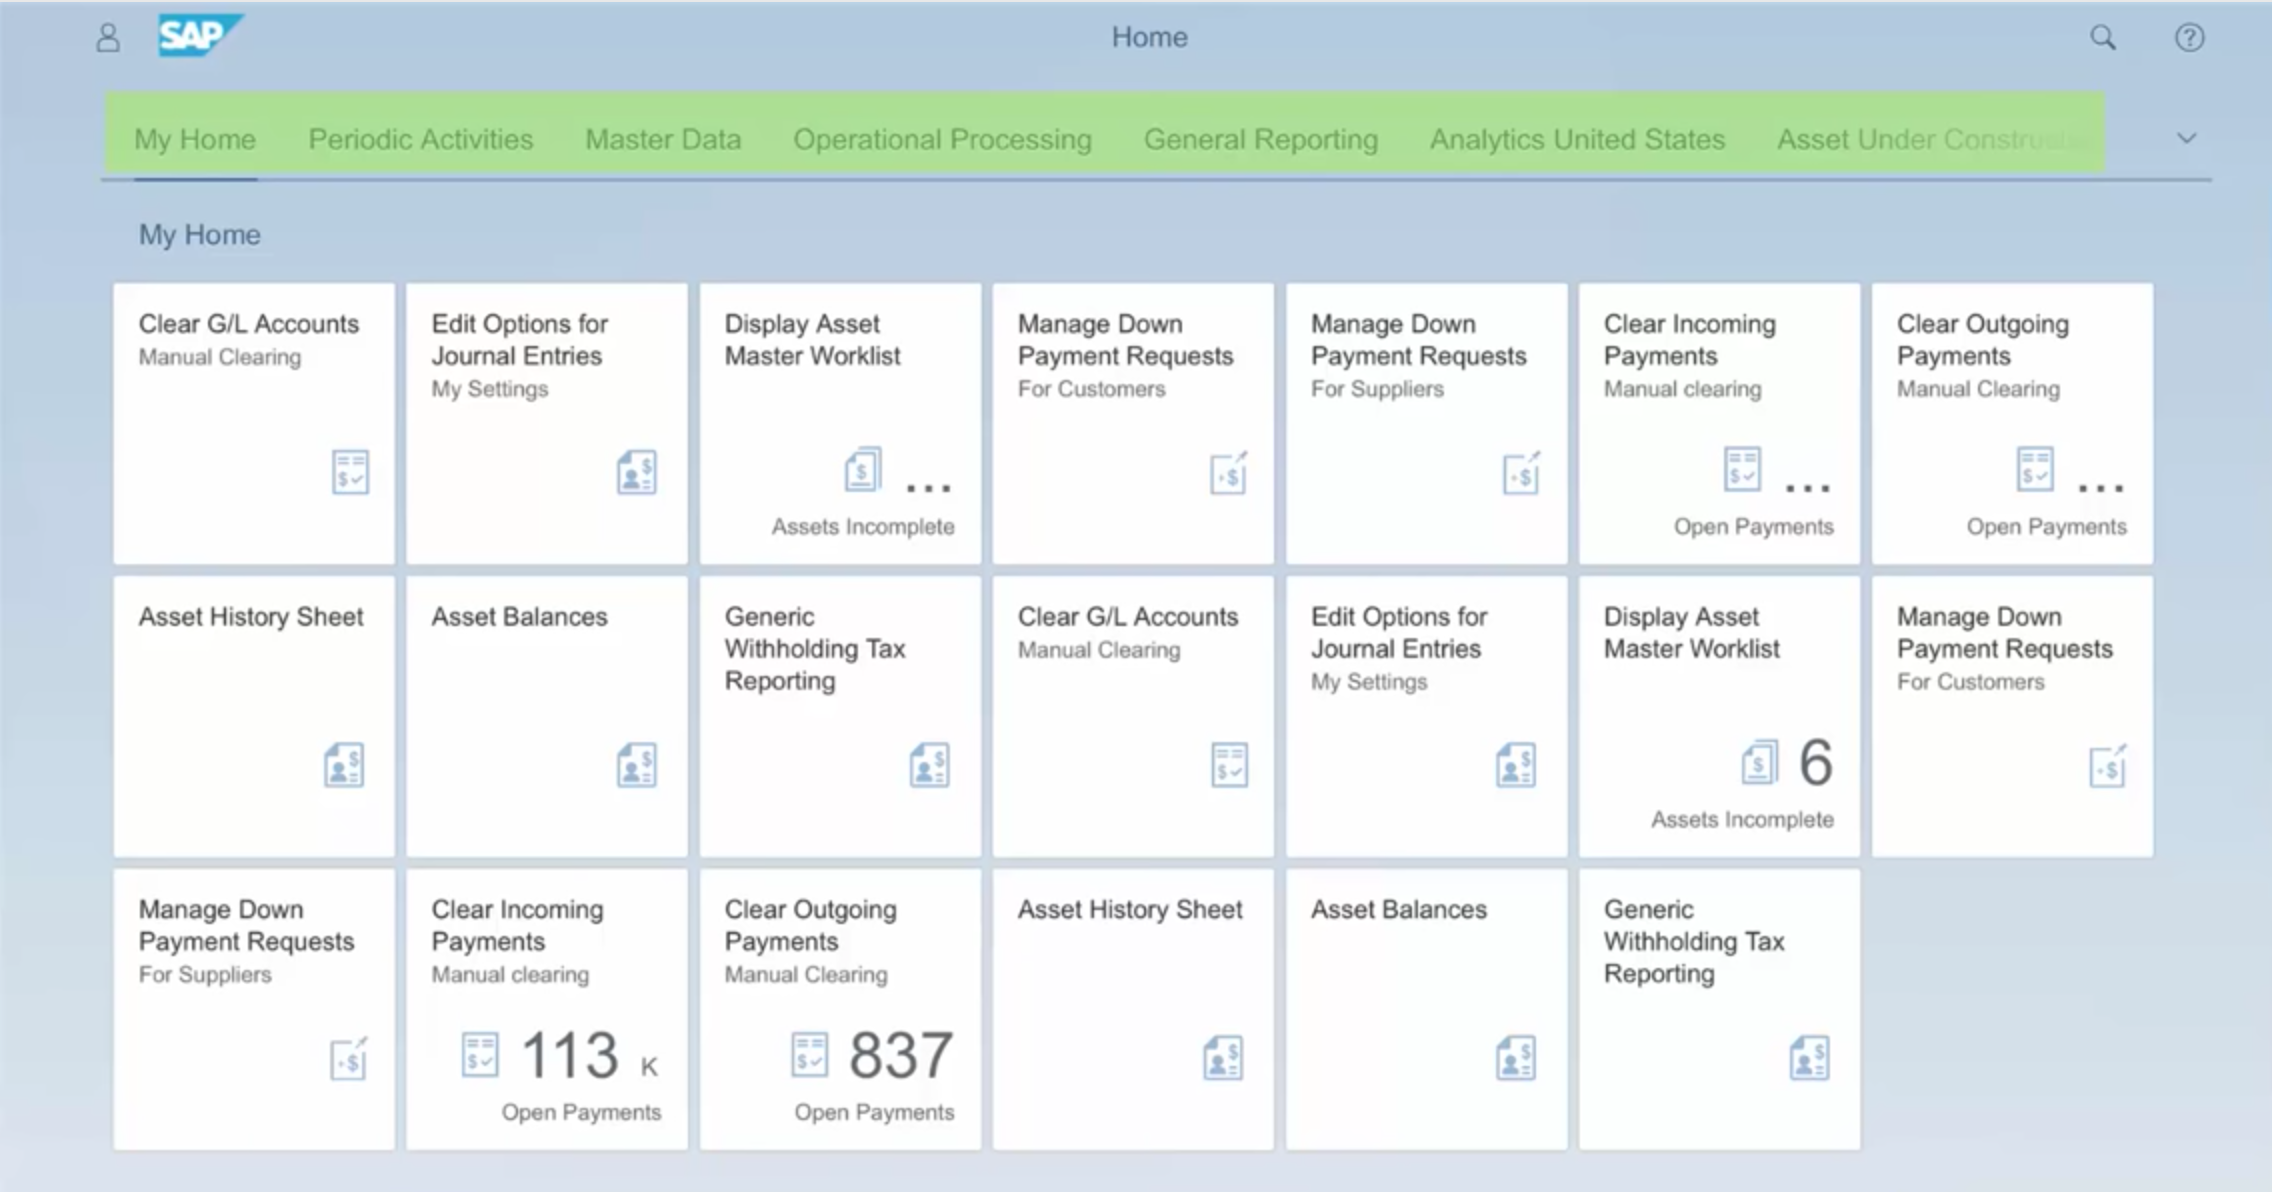 SAP
Home
My Home Periodic Activities Master Data Operational Processing General Reporting Analytics United States Asset Under
My Home
Clear G/L Accounts
Manual Clearing
Edit Options for
Journal Entries
My Settings
Display Asset
Master Worklist
...
Assets Incomplete
Manage Down
Payment Requests
For Customers
Manage Down
Payment Requests
For Suppliers
Clear Incoming
Payments
Manual clearing
...
Open Payments
Clear Outgoing
Payments
Manual Clearing
...
Open Payments
Asset History Sheet
Asset Balances
Generic
Withholding Tax
Reporting
Clear G/L Accounts
Manual Clearing
Edit Options for
Journal Entries
My Settings
Display Asset
Master Worklist
6
Assets Incomplete
Manage Down
Payment Requests
For Customers
Manage Down
Payment Requests
For Suppliers
Clear Incoming
Payments
Manual clearing
113 K
Open Payments
Clear Outgoing
Payments
Manual Clearing
837
Open Payments
Asset History Sheet
Asset Balances
Generic
Withholding Tax
Reporting